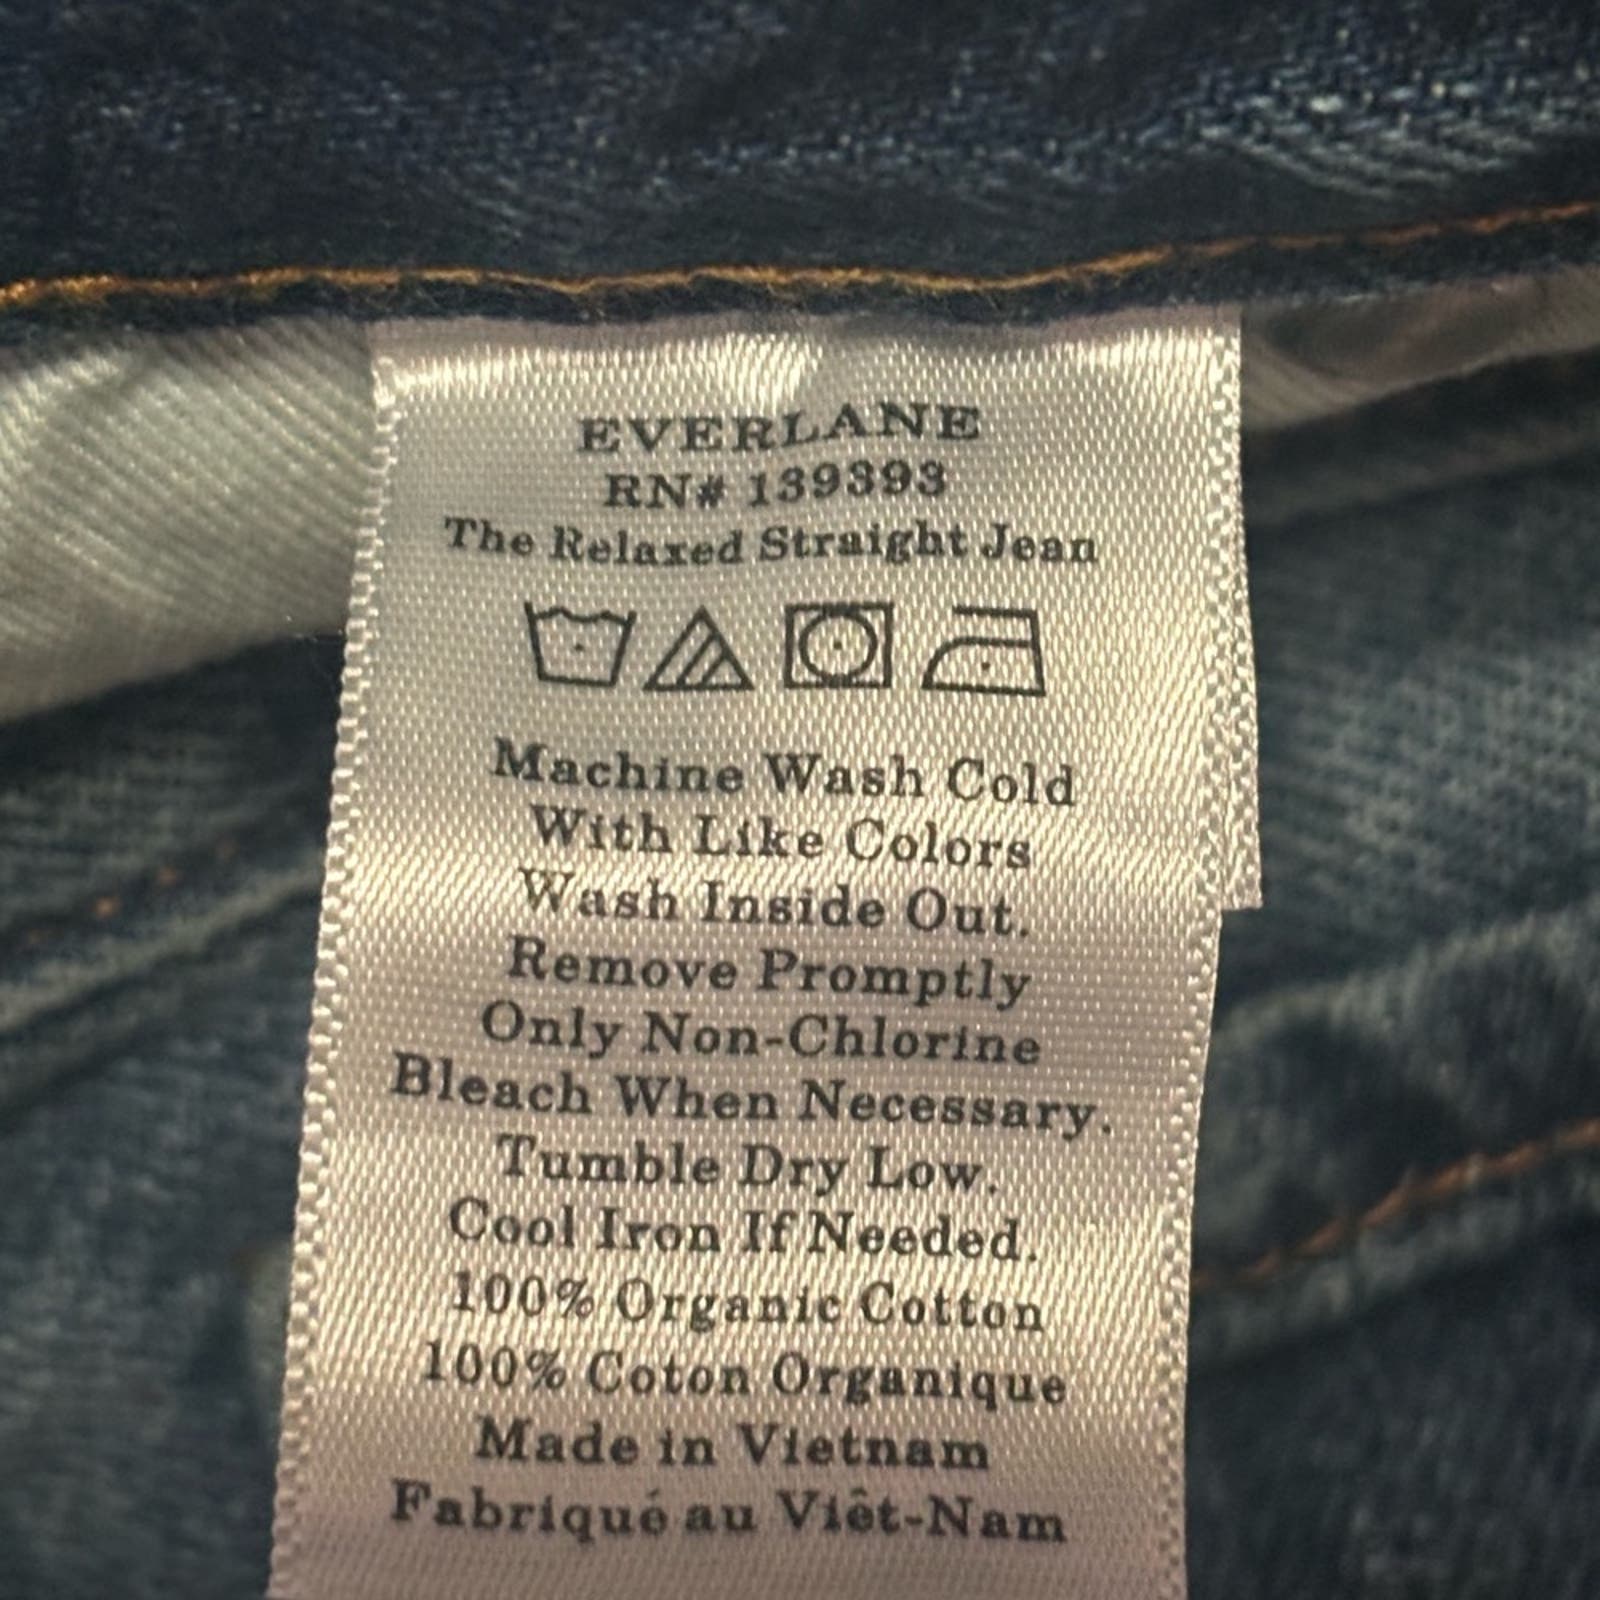 EVERLANE
RN# 139393
The Relaxed Straight Jean
Machine Wash Cold
With Like Colors
Wash Inside Out.
Remove Promptly
Only Non-Chlorine
Bleach When Necessary.
Tumble Dry Low.
Cool Iron If Needed.
100% Organic Cotton
100% Coton Organique
Made in Vietnam
Fabriqué au Viêt-Nam